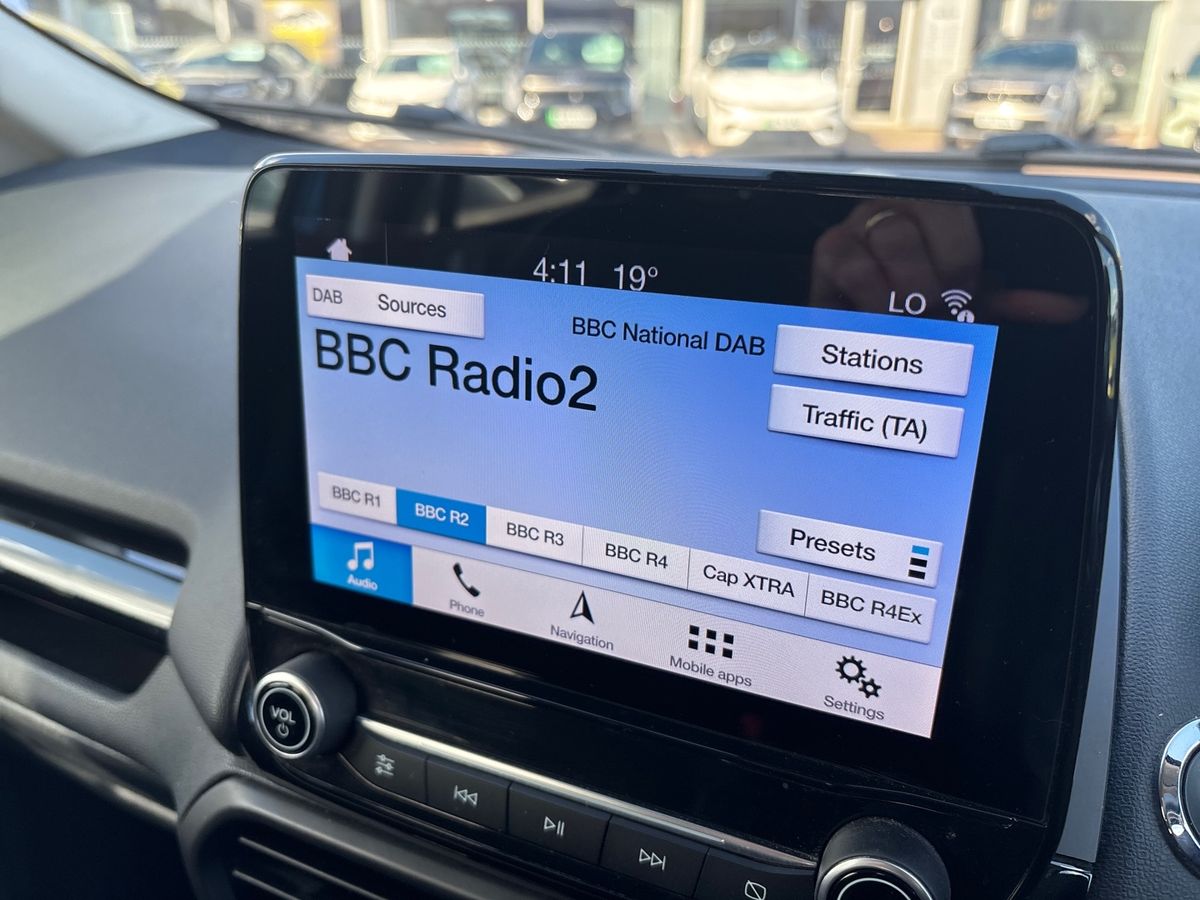 4:11 19°
LO
DAB Sources
BBC National DAB
Stations
BBC Radio2
Traffic (TA)
Presets
BBC R1
BBC R2
BBC R3
BBC R4
Cap XTRA
BBC R4Ex
Audio
Phone
Navigation
Mobile apps
Settings
VOL